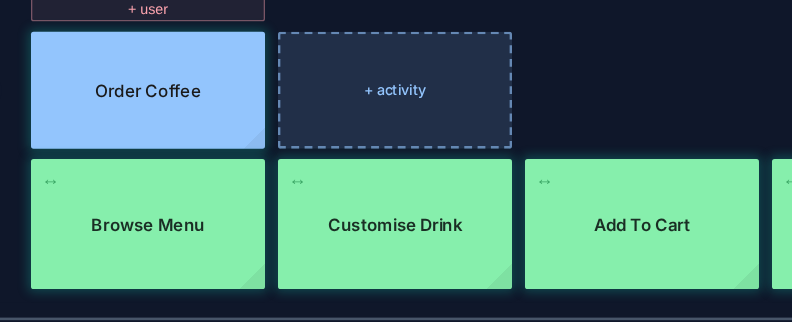 + user
Order Coffee
+ activity
Browse Menu
Customise Drink
Add To Cart